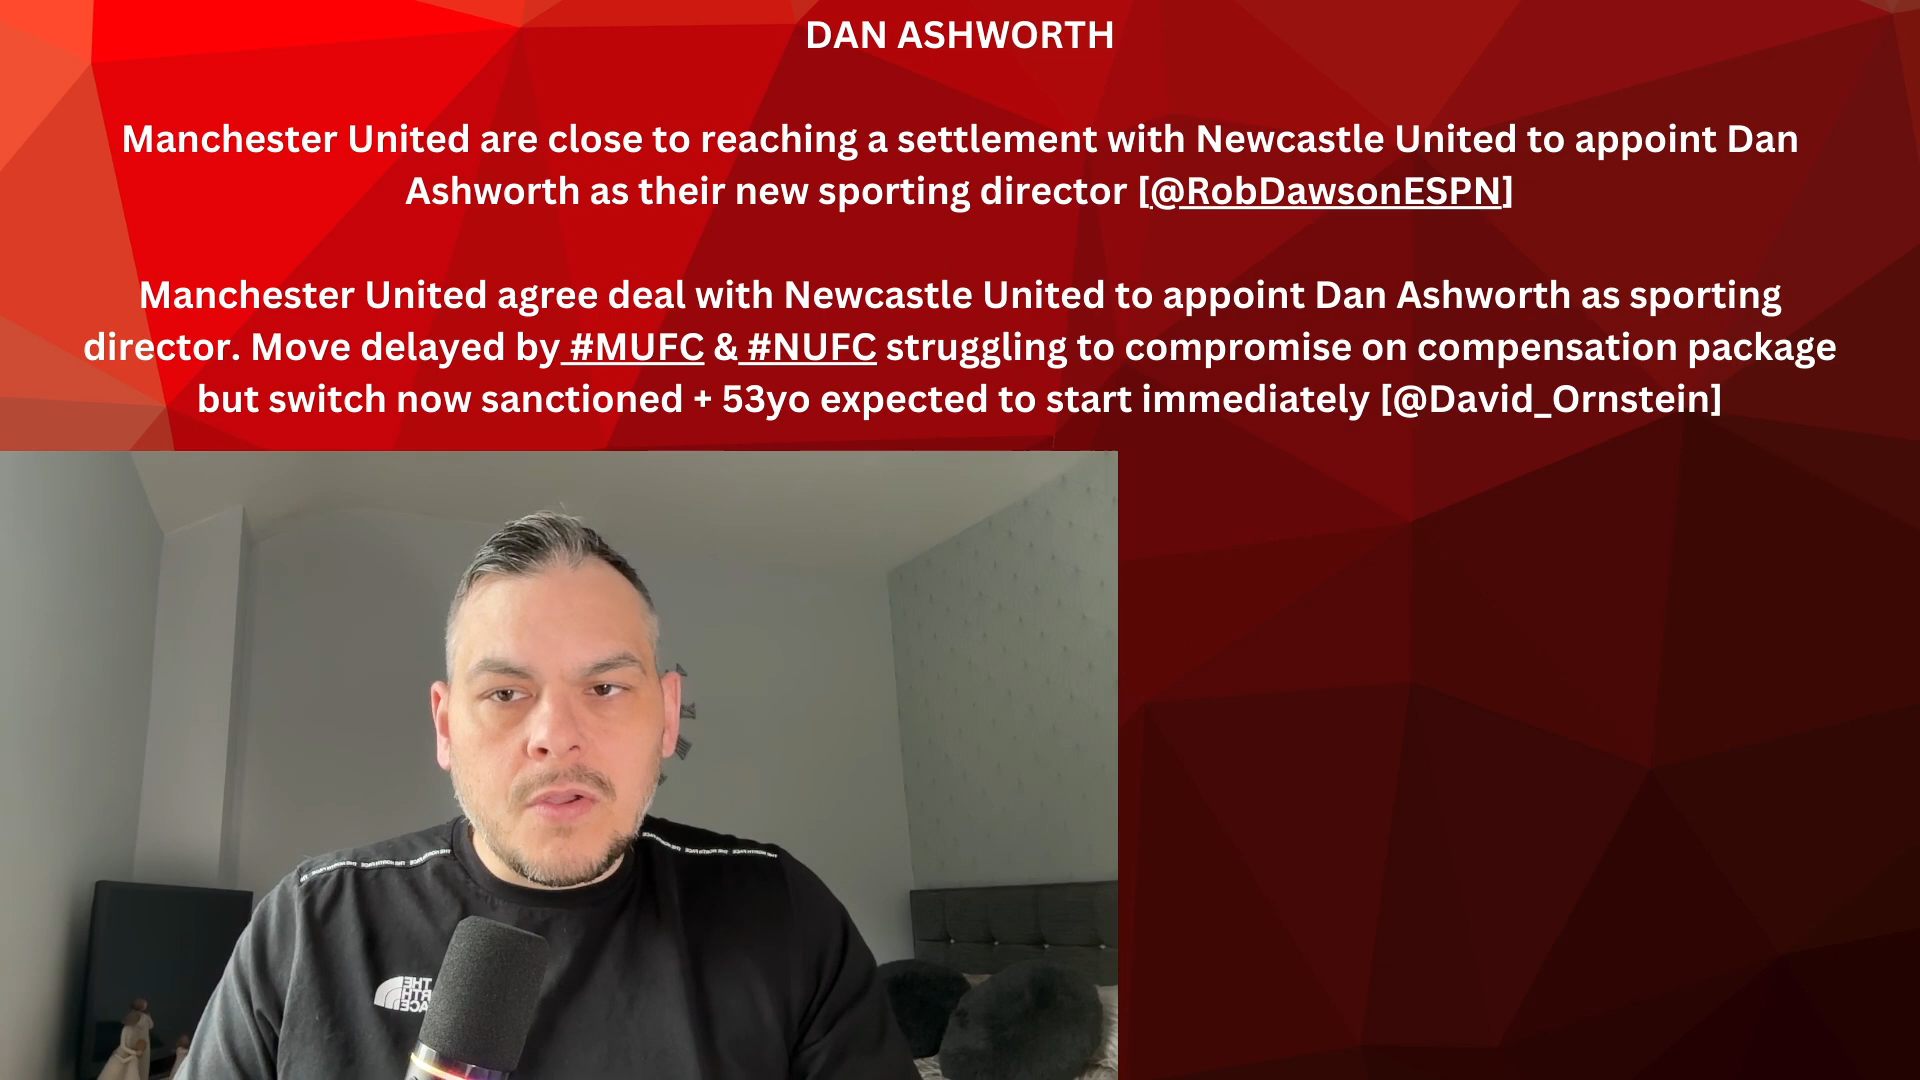 DAN ASHWORTH
Manchester United are close to reaching a settlement with Newcastle United to appoint Dan
Ashworth as their new sporting director [@RobDawsonESPN]
Manchester United agree deal with Newcastle United to appoint Dan Ashworth as sporting
director. Move delayed by #MUFC & #NUFC struggling to compromise on compensation package
but switch now sanctioned + 53yo expected to start immediately [@David_Ornstein]
THE